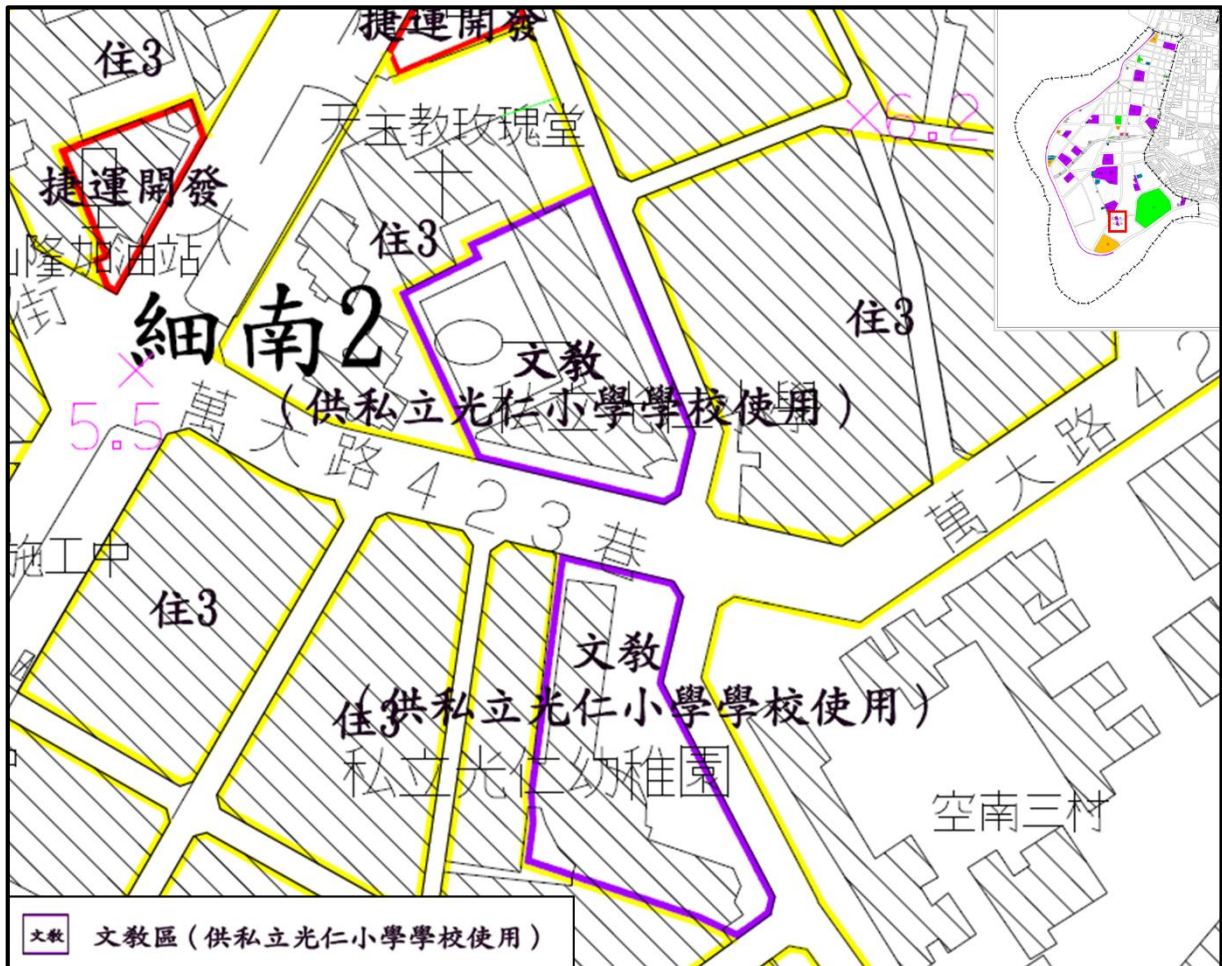 捷運開發
住3
天主教玫瑰堂
6.2
捷運開發
住3
隆加油站
街
細南2
住3
文教
(供私立光仁小學學校使用)
5.5
萬大路423巷
萬大路42
施工中
住3
文教
(供私立光仁小學學校使用)
住3
私立光仁幼稚園
空南三村
文教
文教區(供私立光仁小學學校使用)